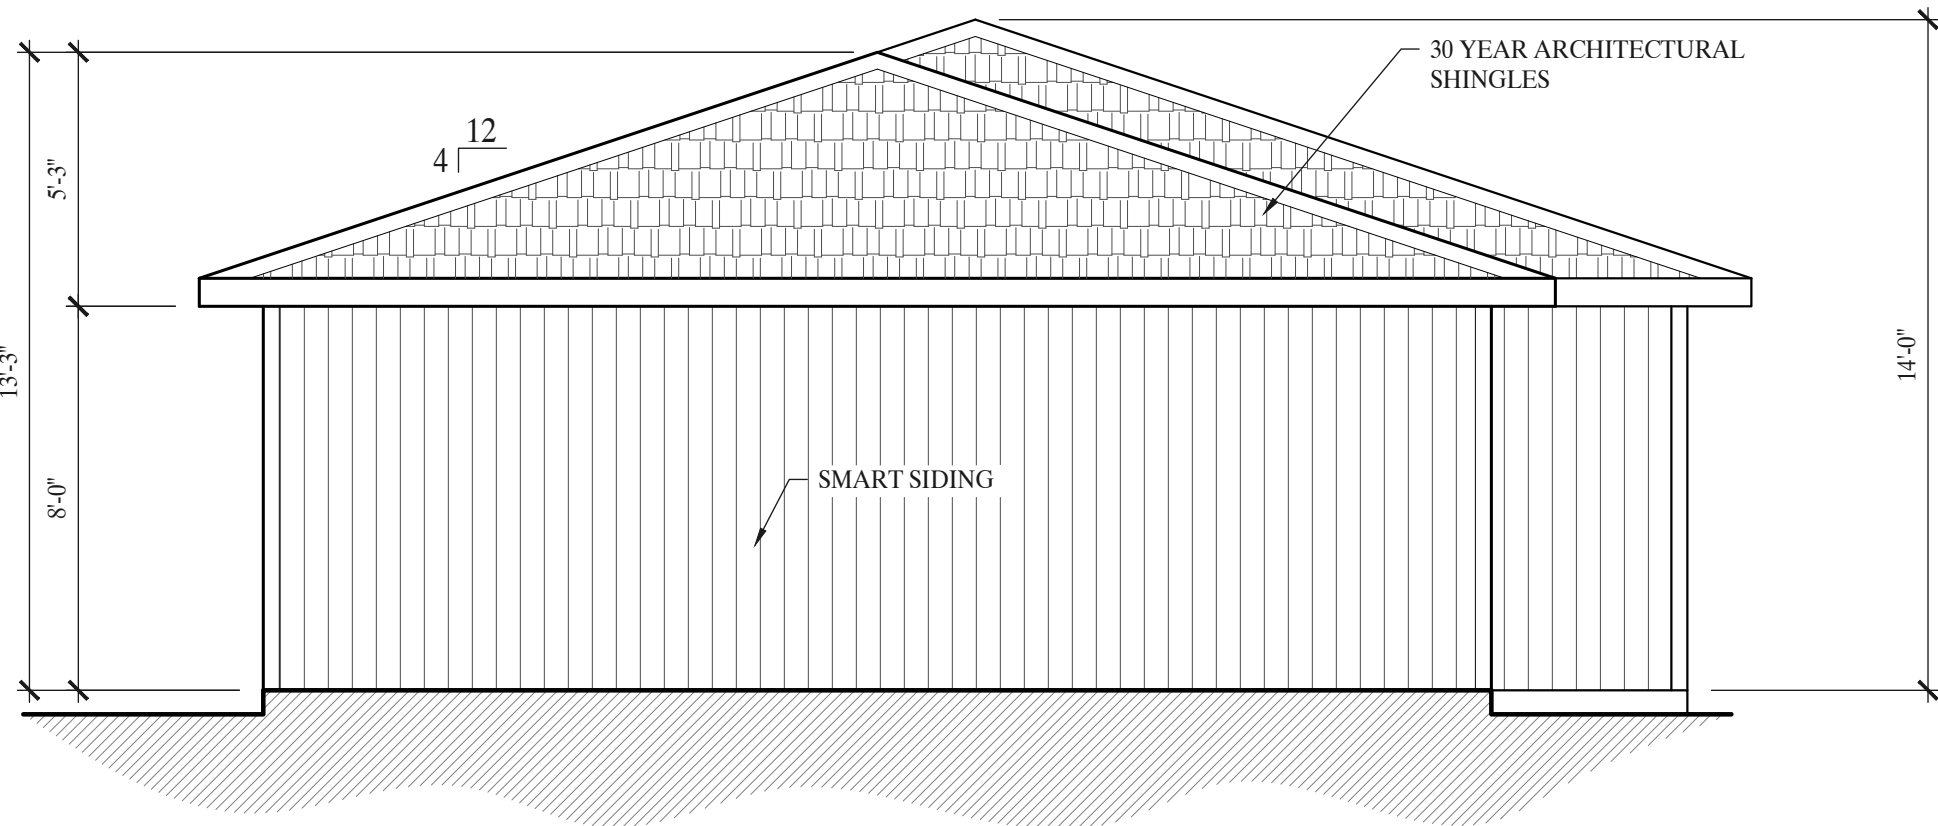 30 YEAR ARCHITECTURAL
SHINGLES
12
4
5'-3"
13'-3"
14'-0"
SMART SIDING
8'-0"